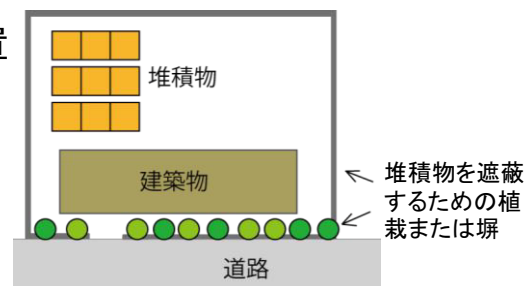 置
堆積物
建築物
堆積物を遮蔽
するための植
栽または塀
道路